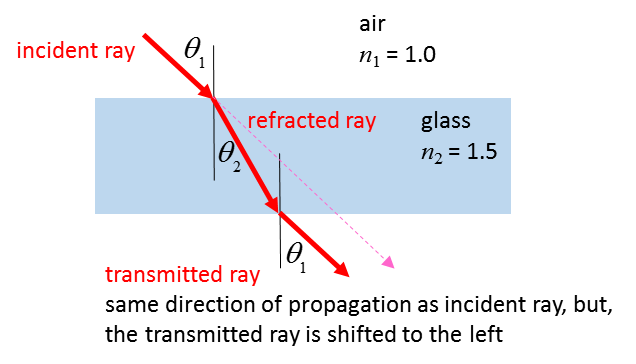 air
incident ray
θ1
n1 = 1.0
refracted ray
glass
θ2
n2 = 1.5
θ1
transmitted ray
same direction of propagation as incident ray, but,
the transmitted ray is shifted to the left